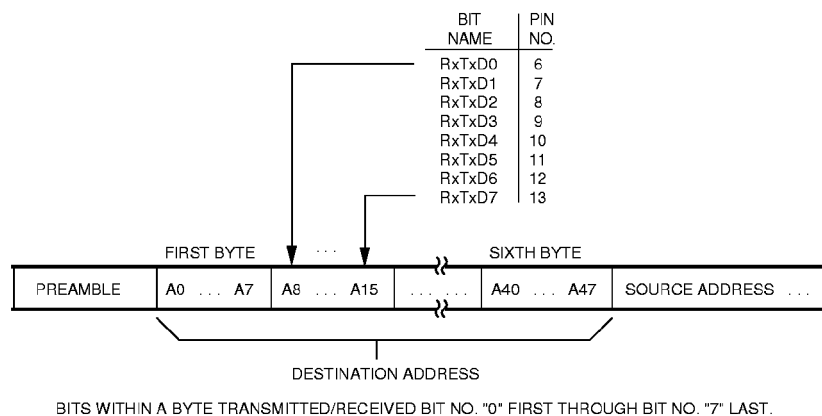 BIT NAME PIN NO.
RxTxD0 6
RxTxD1 7
RxTxD2 8
RxTxD3 9
RxTxD4 10
RxTxD5 11
RxTxD6 12
RxTxD7 13
FIRST BYTE ... SIXTH BYTE
PREAMBLE A0 ... A7 A8 ... A15 ... ... A40 ... A47 SOURCE ADDRESS ...
DESTINATION ADDRESS
BITS WITHIN A BYTE TRANSMITTED/RECEIVED BIT NO. "0" FIRST THROUGH BIT NO. "7" LAST.